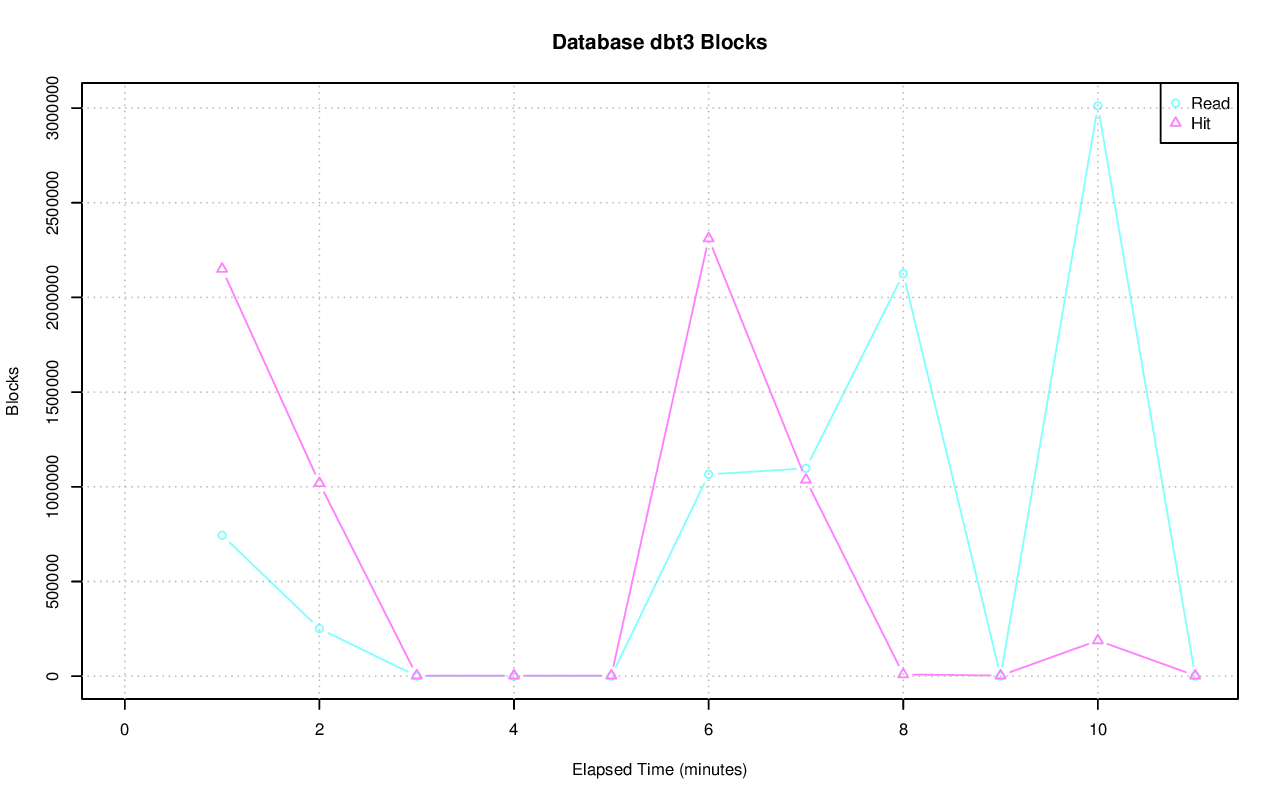 Database dbt3 Blocks
Read
Hit
Blocks
3000000
2500000
2000000
1500000
1000000
500000
0
0 2 4 6 8 10
Elapsed Time (minutes)